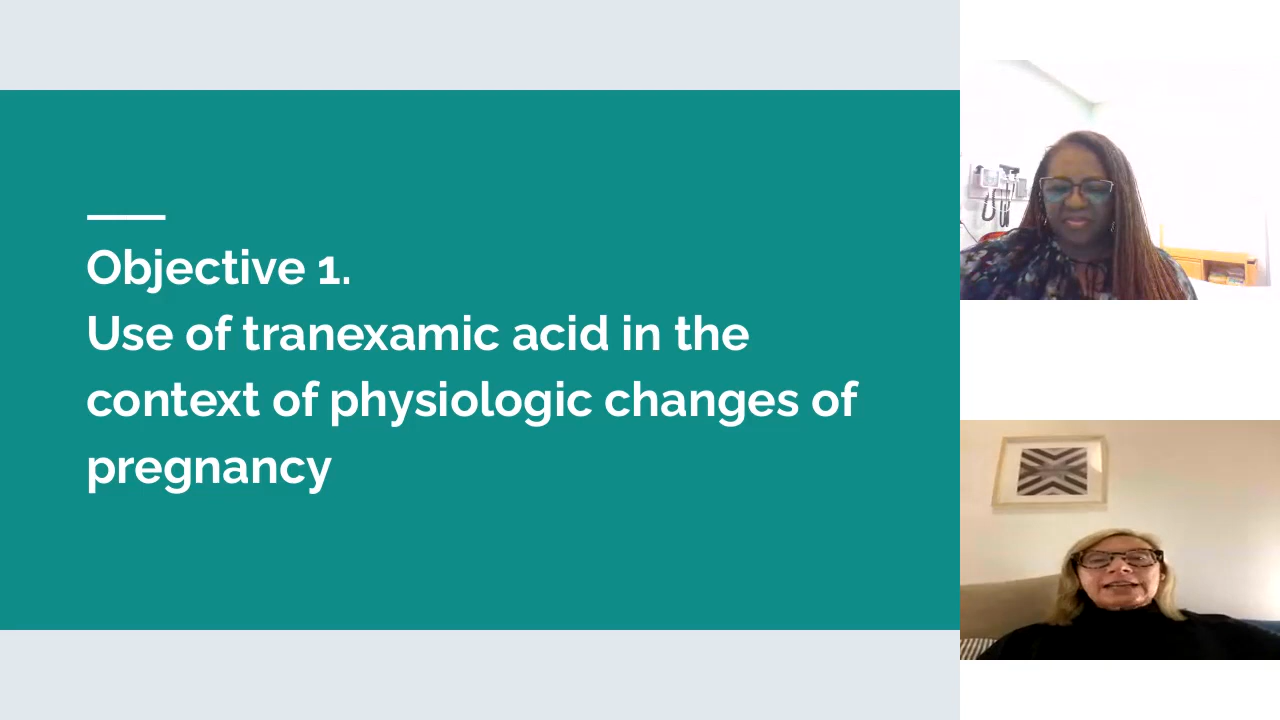 Objective 1.
Use of tranexamic acid in the
context of physiologic changes of
pregnancy